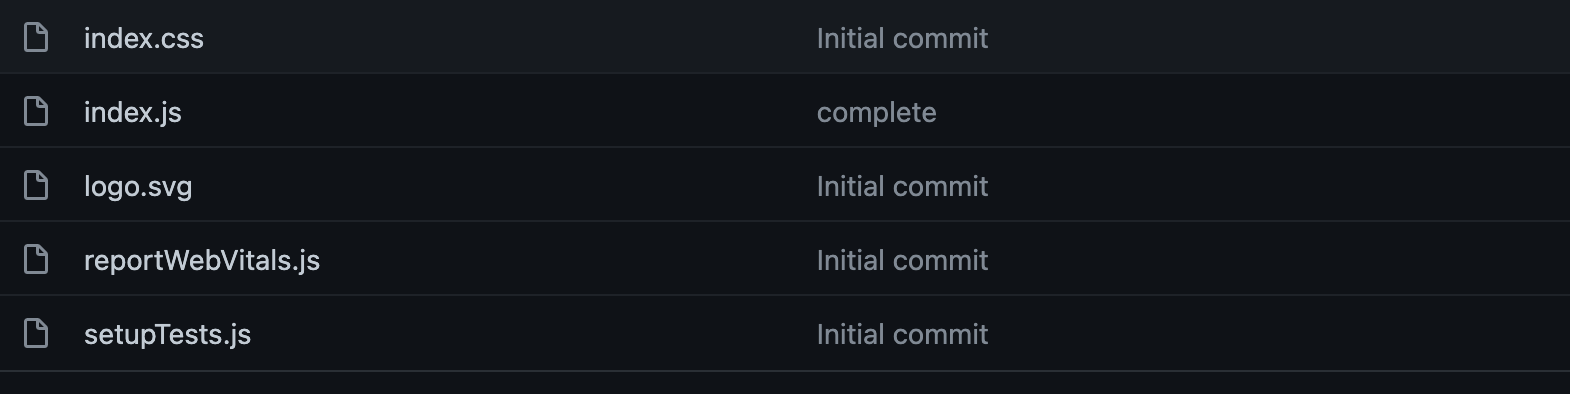 index.css Initial commit
index.js complete
logo.svg Initial commit
reportWebVitals.js Initial commit
setupTests.js Initial commit